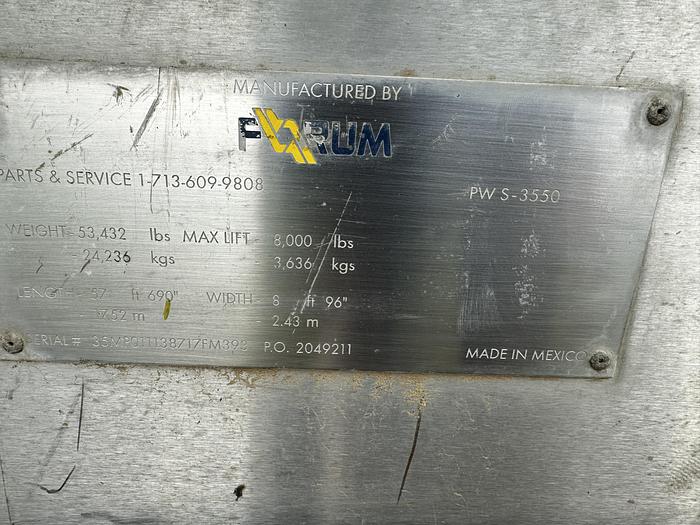 MANUFACTURED BY
FORUM
PARTS & SERVICE 1-713-609-9808
PW S-3550
WEIGHT 53,432 lbs MAX LIFT 8,000 lbs
24,236 kgs 3,636 kgs
LENGTH 57 ft 690" WIDTH 8 ft 96"
17.52 m 2.43 m
SERIAL # P.O. 2049211
MADE IN MEXICO